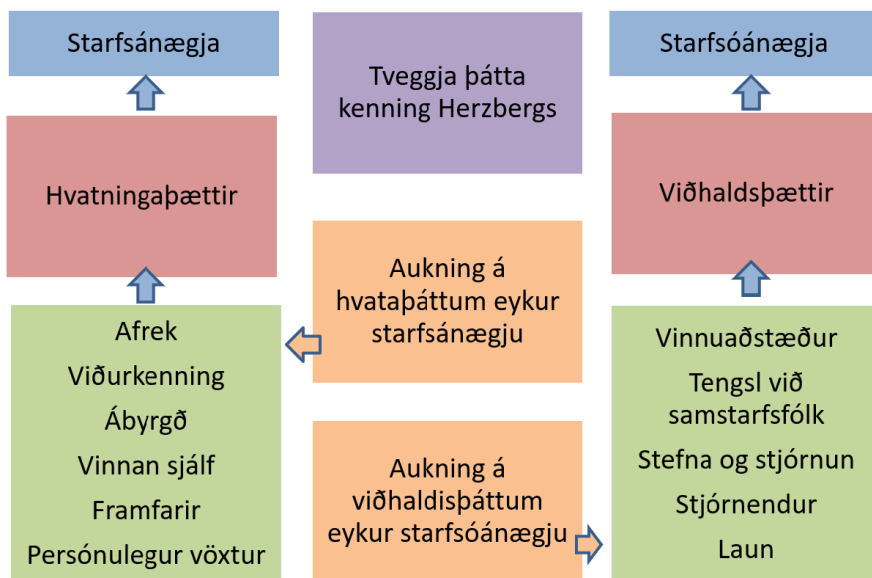 Starfsánægja
Hvatningaþættir
Afrek
Viðurkenning
Ábyrgð
Vinnan sjálf
Framfarir
Persónulegur vöxtur
Tveggja þátta
kenning Herzbergs
Aukning á
hvataþáttum eykur
starfsánægju
Aukning á
viðhaldisþáttum
eykur starfsóánægju
Starfsóánægja
Viðhaldsþættir
Vinnuaðstæður
Tengsl við
samstarfsfólk
Stefna og stjórnun
Stjórnendur
Laun